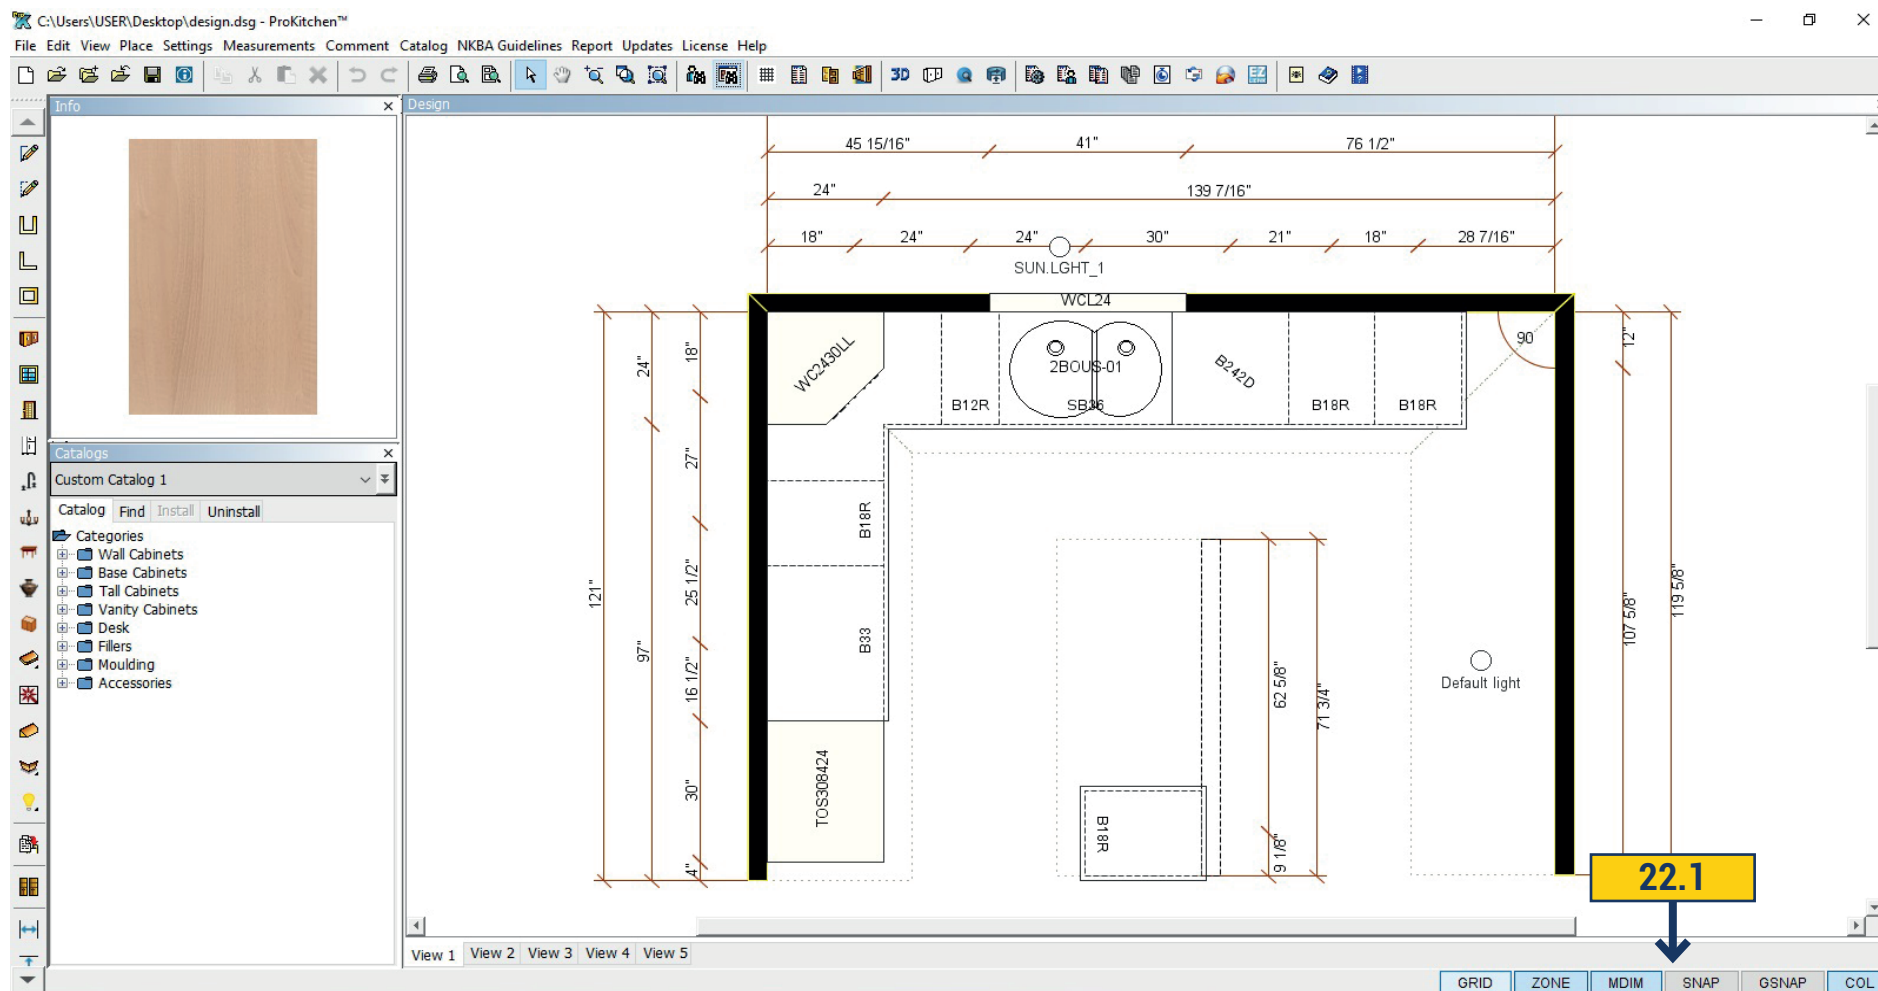 C:\Users\USER\Desktop\design.dsg - ProKitchen™
File Edit View Place Settings Measurements Comment Catalog NKBA Guidelines Report Updates License Help
3D
EZ
Info
Design
45 15/16" 41" 76 1/2"
24" 139 7/16"
18" 24" 24" 30" 21" 18" 28 7/16"
SUN.LGHT_1
WCL24
WC2430LL
2BOUS-01
B242D
B12R SB36 B18R B18R
90
12"
18"
24"
27"
B18R
25 1/2"
121"
97"
B33
16 1/2"
TOS308424
30"
4"
62 5/8"
71 3/4"
9 1/8"
B18R
107 5/8"
119 5/8"
Default light
22.1
Catalogs
Custom Catalog 1
Catalog Find Install Uninstall
Categories
Wall Cabinets
Base Cabinets
Tall Cabinets
Vanity Cabinets
Desk
Fillers
Moulding
Accessories
View 1 View 2 View 3 View 4 View 5
GRID ZONE MDIM SNAP GSNAP COL